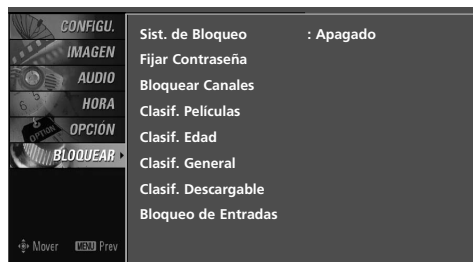 CONFIGU.
IMAGEN
AUDIO
HORA
OPCIÓN
BLOQUEAR
Mover MENU Prev
Sist. de Bloqueo : Apagado
Fijar Contraseña
Bloquear Canales
Clasif. Películas
Clasif. Edad
Clasif. General
Clasif. Descargable
Bloqueo de Entradas